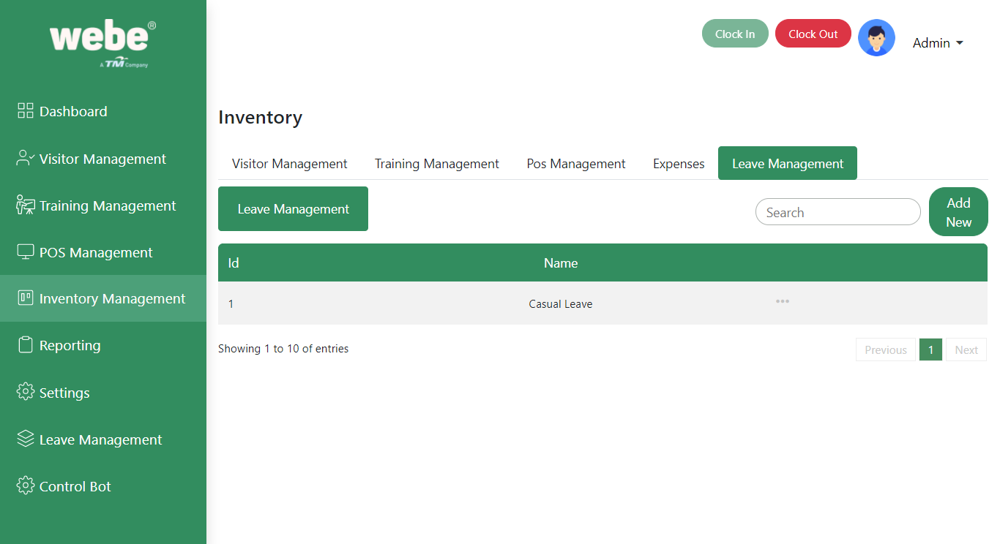 webe®
A TM Company
Clock In
Clock Out
Admin
Dashboard
Visitor Management
Training Management
POS Management
Inventory Management
Reporting
Settings
Leave Management
Control Bot
Inventory
Visitor Management Training Management Pos Management Expenses Leave Management
Leave Management
Search
Add
New
Id Name
1 Casual Leave
Showing 1 to 10 of entries
Previous 1 Next